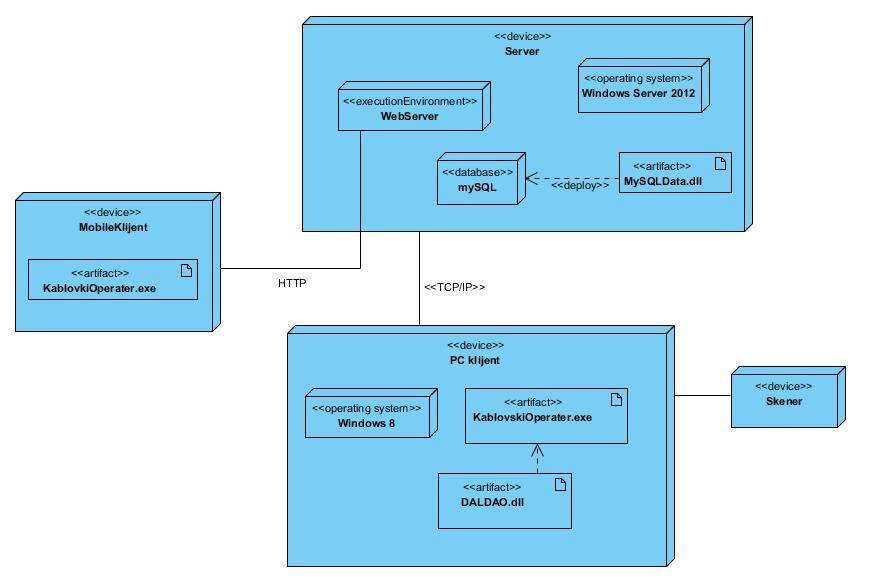 <<device>>
Server
<<operating system>>
Windows Server 2012
<<executionEnvironment>>
WebServer
<<database>>
mySQL
<<deploy>>
<<artifact>>
MySQLData.dll
<<device>>
MobileKlijent
<<artifact>>
KablovkiOperater.exe
HTTP
<<TCP/IP>>
<<device>>
PC klijent
<<operating system>>
Windows 8
<<artifact>>
KablovskiOperater.exe
<<artifact>>
DALDAO.dll
<<device>>
Skener